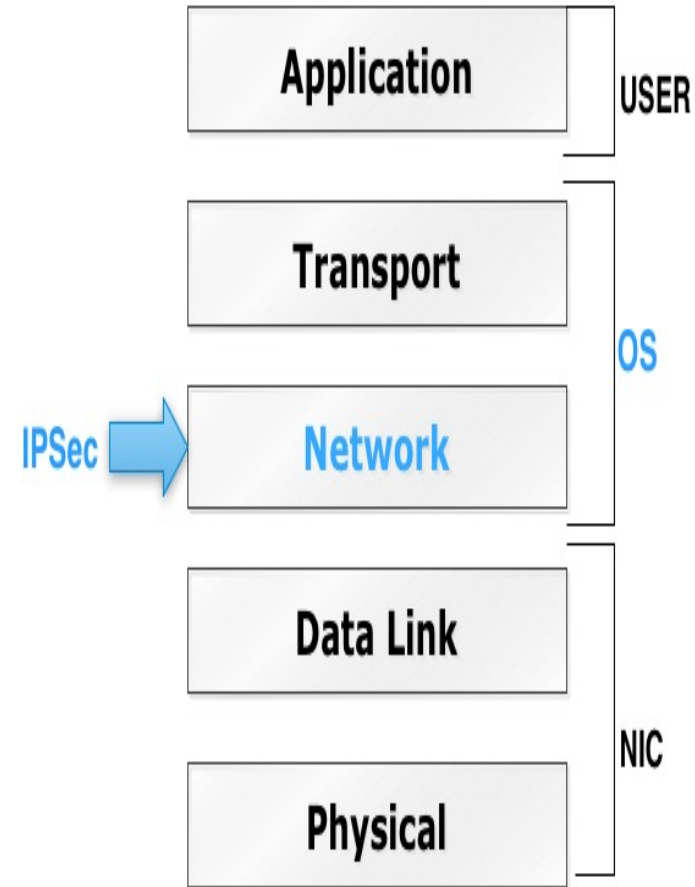 Application
USER
Transport
OS
IPSec
Network
Data Link
NIC
Physical